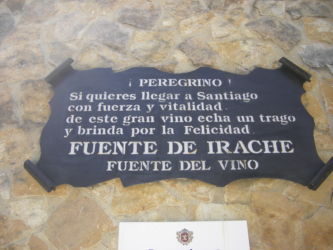 ¡ PEREGRINO !
Si quieres llegar a Santiago
con fuerza y vitalidad
de este gran vino echa un trago
y brinda por la Felicidad.
FUENTE DE IRACHE
FUENTE DEL VINO